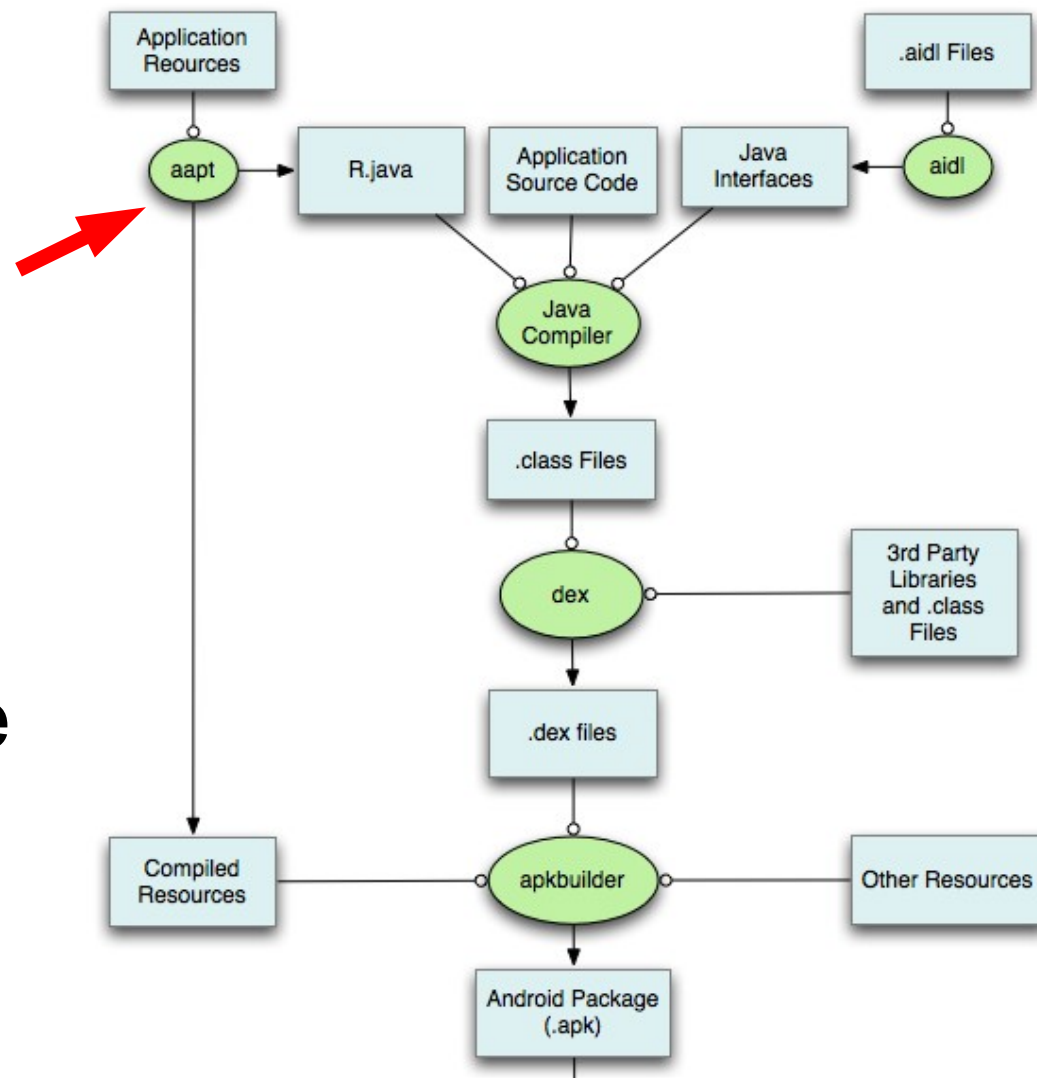 Application
Reources
.aidl Files
aapt
R.java
Application
Source Code
Java
Interfaces
aidl
Java
Compiler
.class Files
dex
3rd Party
Libraries
and .class
Files
e
.dex files
Compiled
Resources
apkbuilder
Other Resources
Android Package
(.apk)